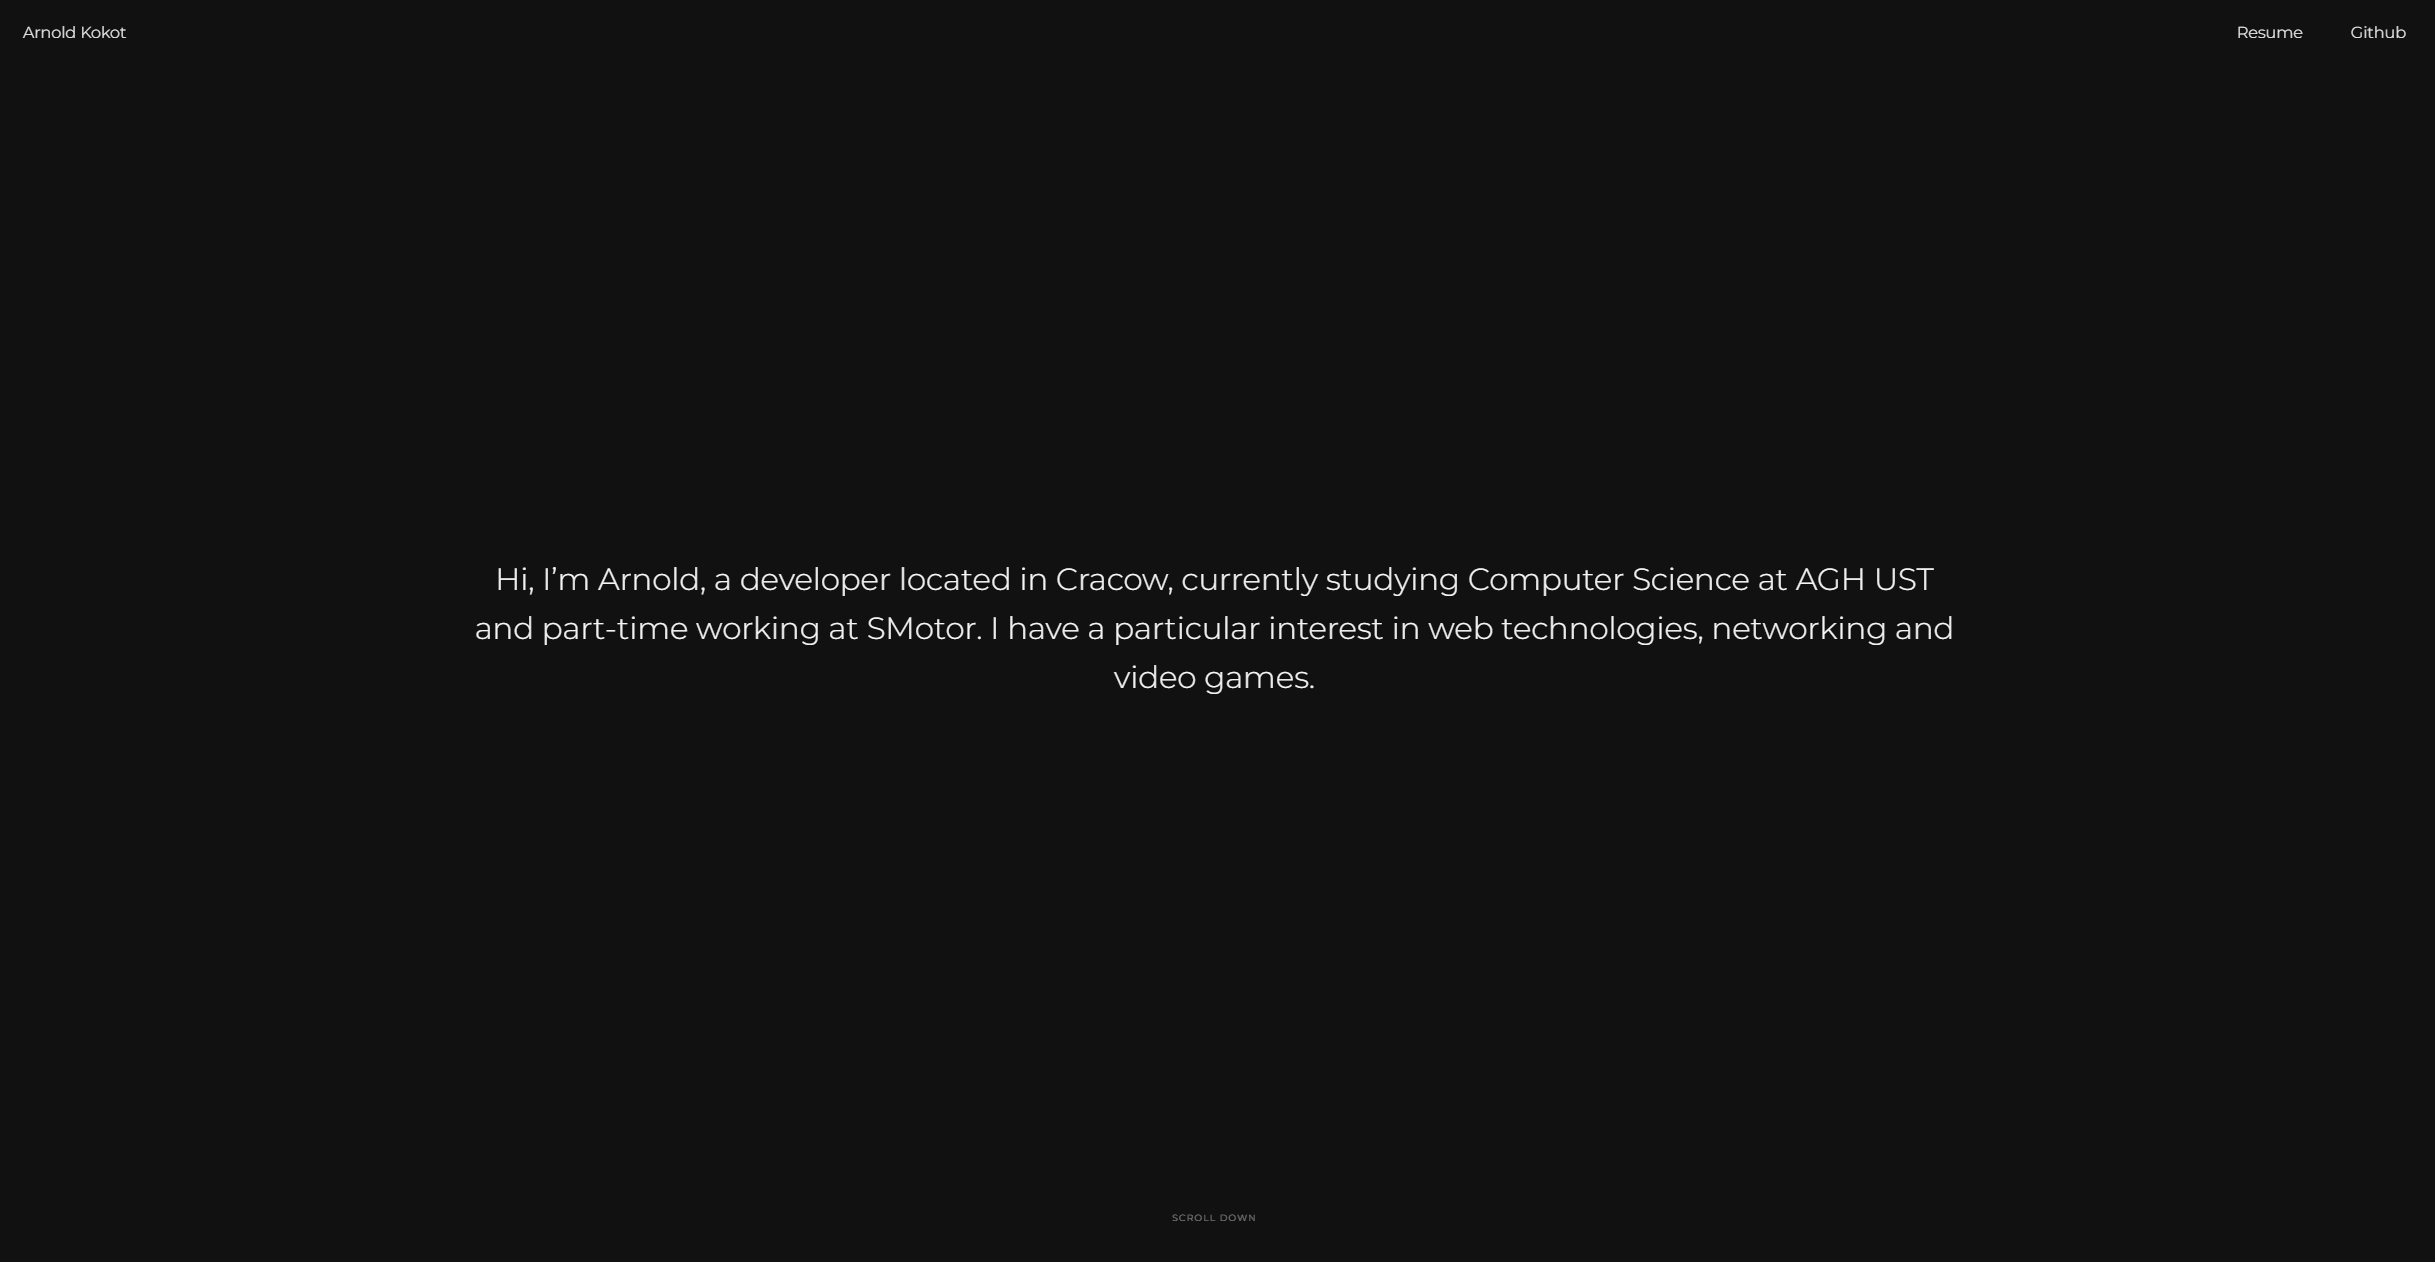 Arnold Kokot
Resume
Github
Hi, I’m Arnold, a developer located in Cracow, currently studying Computer Science at AGH UST
and part-time working at SMotor. I have a particular interest in web technologies, networking and
video games.
SCROLL DOWN